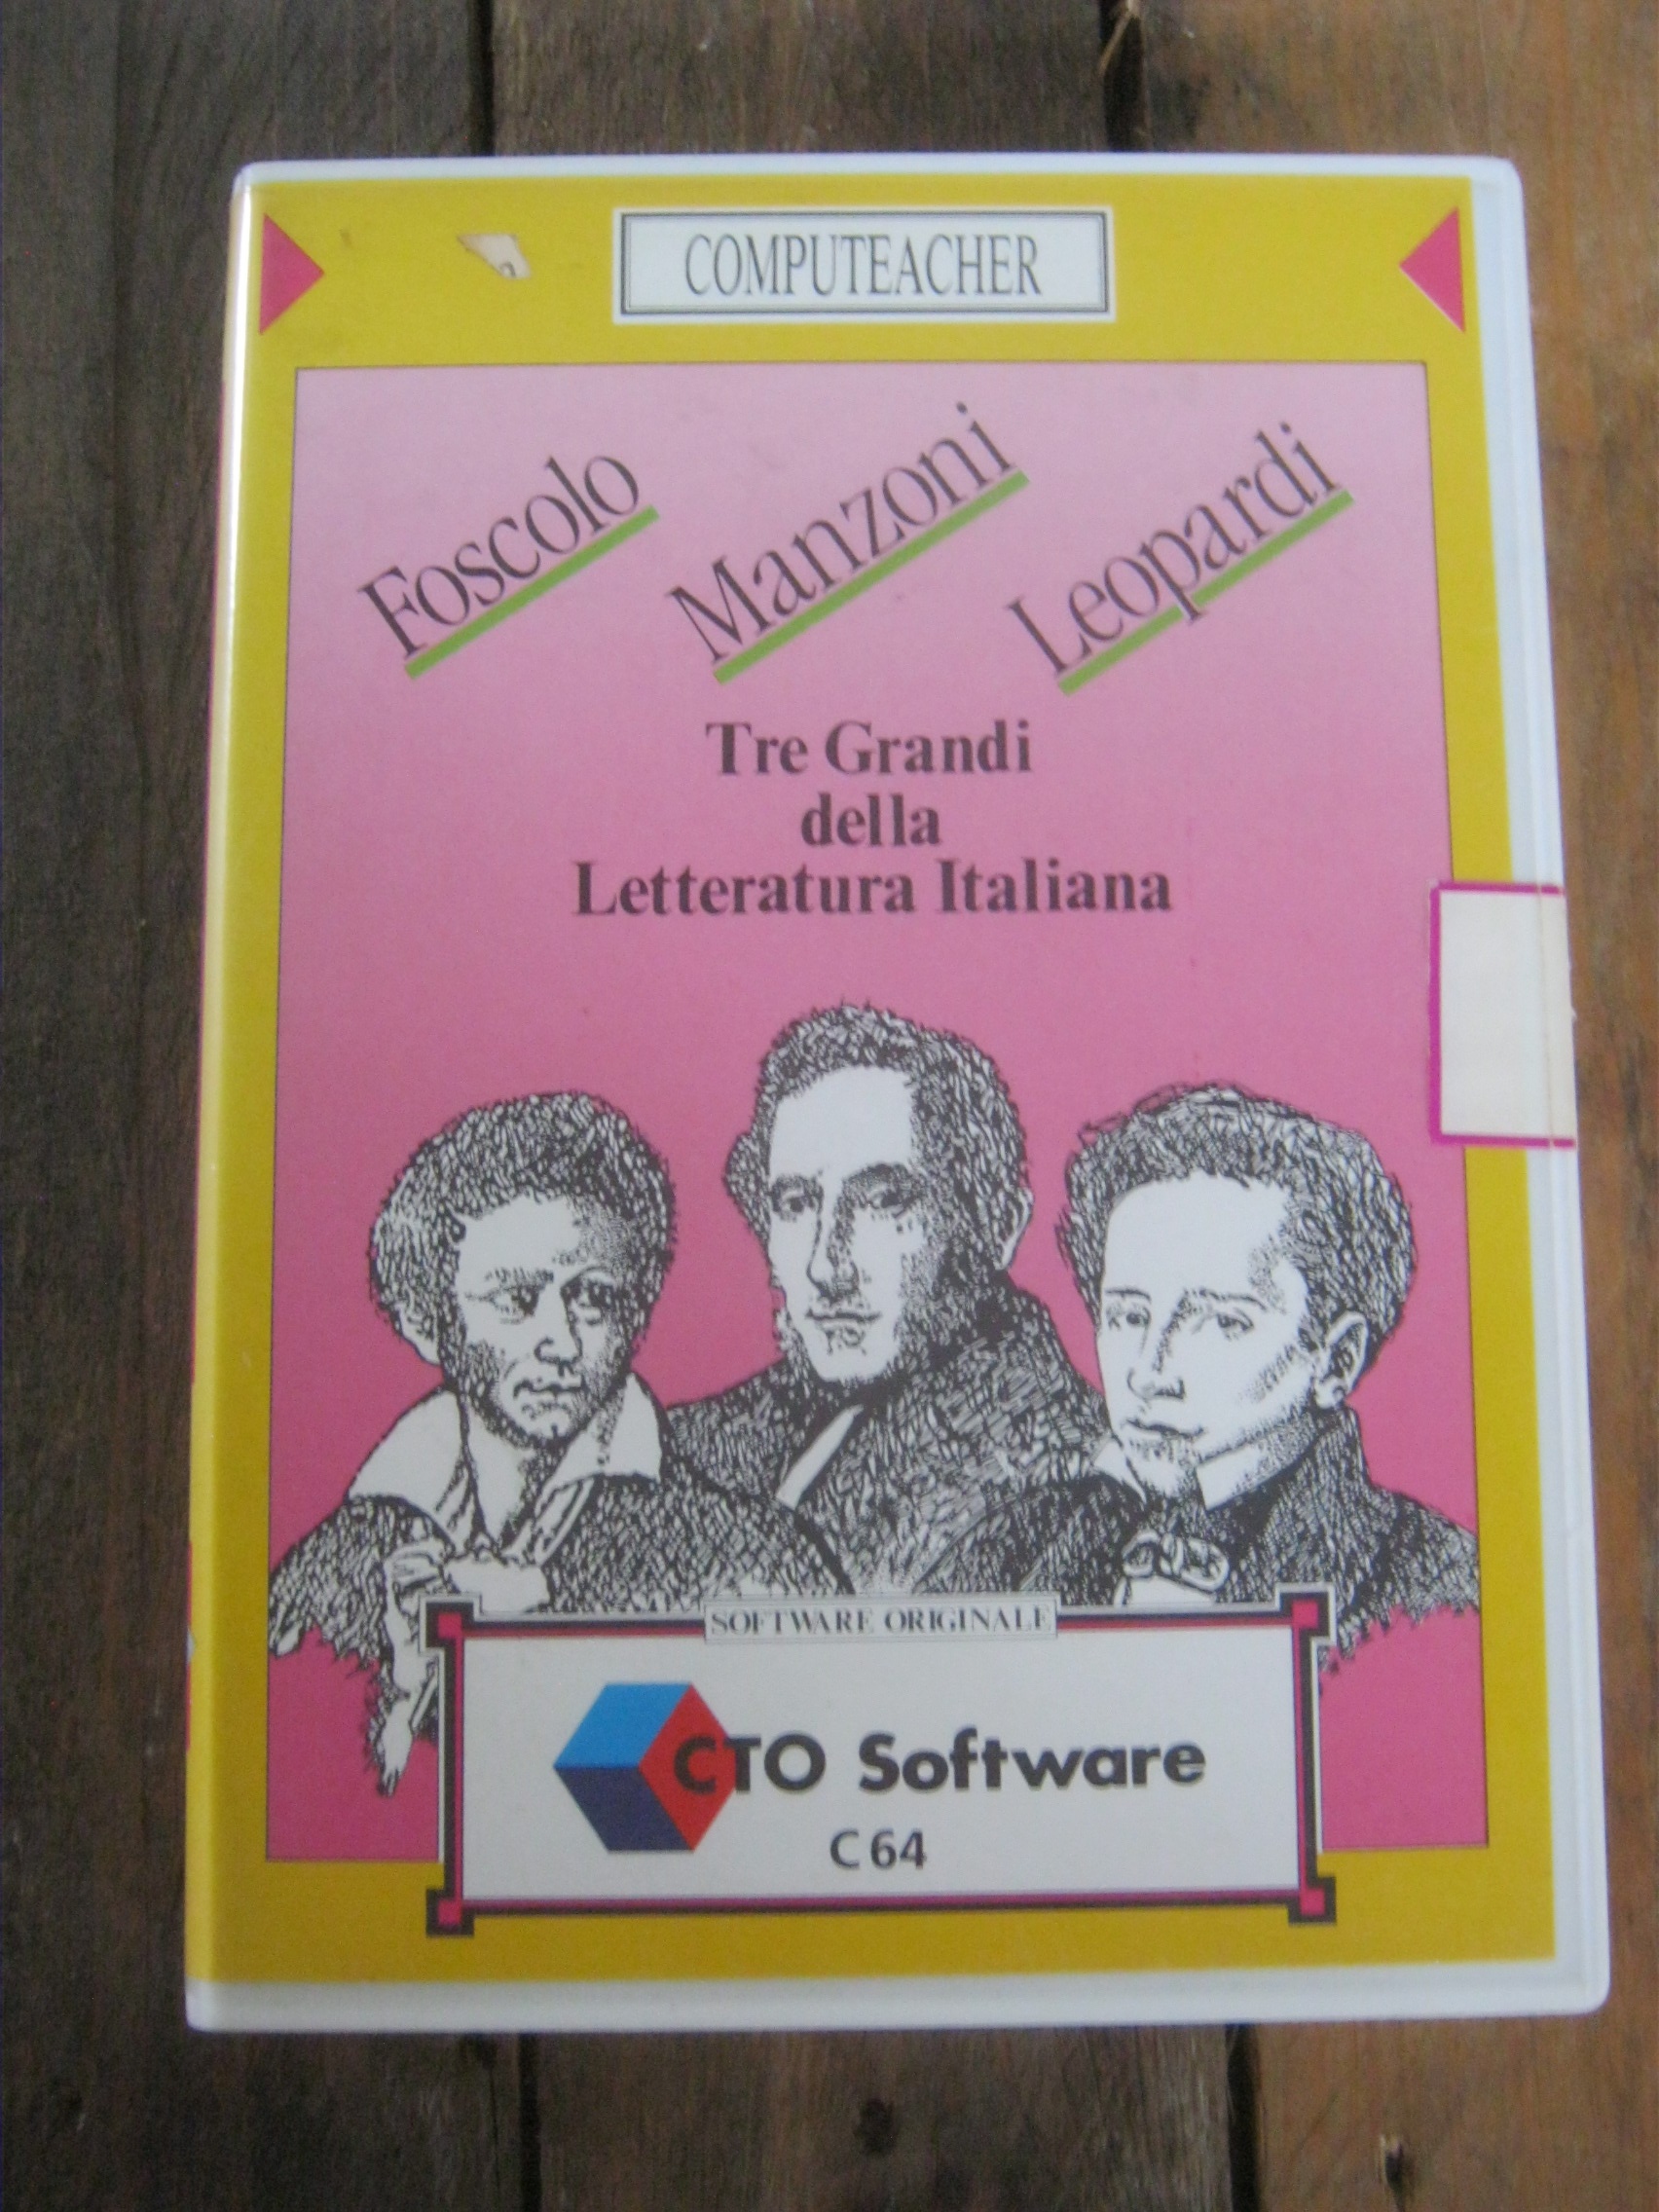 COMPUTEACHER
Foscolo
Manzoni
Leopardi
Tre Grandi
della
Letteratura Italiana
SOFTWARE ORIGINALE
CTO Software
C64